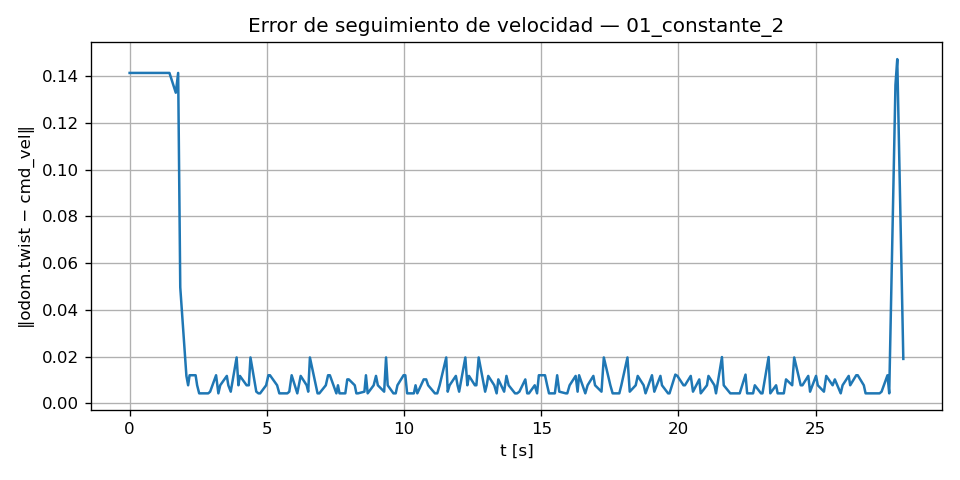 Error de seguimiento de velocidad — 01_constante_2
‖odom.twist − cmd_vel‖
0.14
0.12
0.10
0.08
0.06
0.04
0.02
0.00
0 5 10 15 20 25
t [s]